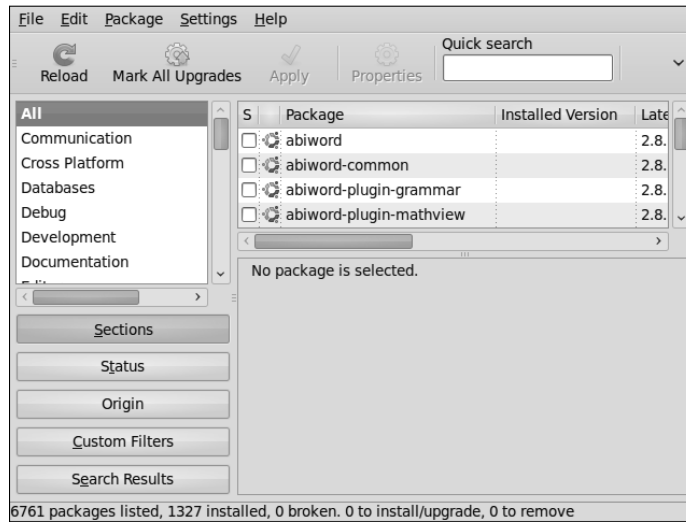 File Edit Package Settings Help
Quick search
Reload Mark All Upgrades Apply Properties
All
Communication
Cross Platform
Databases
Debug
Development
Documentation
S Package Installed Version Late
abiword 2.8.
abiword-common 2.8.
abiword-plugin-grammar 2.8.
abiword-plugin-mathview 2.8.
No package is selected.
Sections
Status
Origin
Custom Filters
Search Results
6761 packages listed, 1327 installed, 0 broken. 0 to install/upgrade, 0 to remove